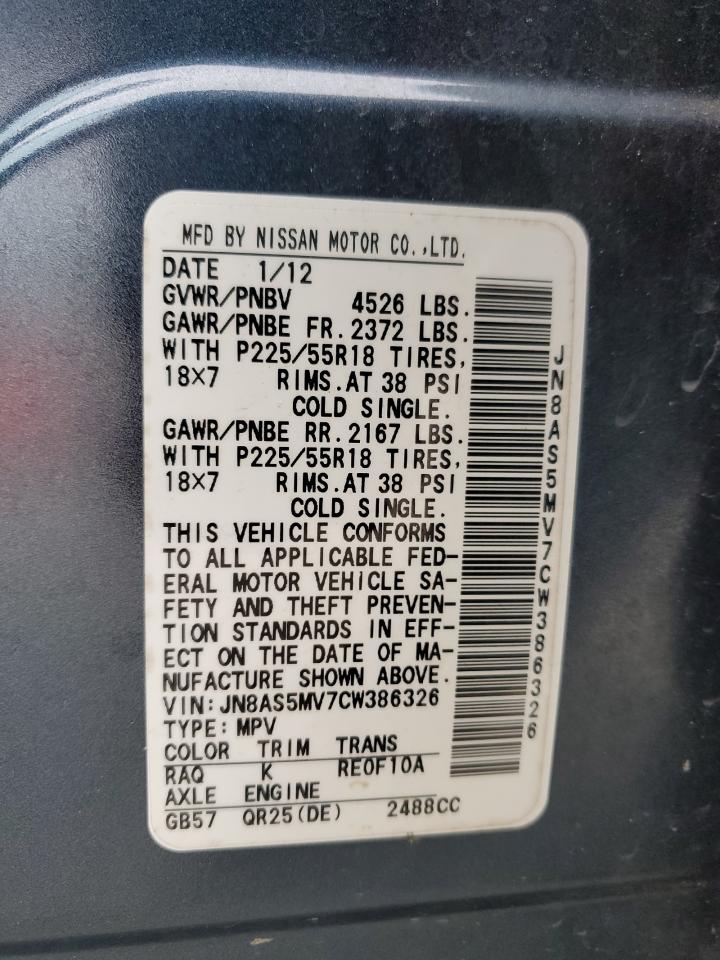 MFD BY NISSAN MOTOR CO.,LTD.
DATE 1/12
GVWR/PNBV 4526 LBS.
GAWR/PNBE FR.2372 LBS.
WITH P225/55R18 TIRES,
18X7 RIMS.AT 38 PSI
COLD SINGLE.
GAWR/PNBE RR.2167 LBS.
WITH P225/55R18 TIRES,
18X7 RIMS.AT 38 PSI
COLD SINGLE.
THIS VEHICLE CONFORMS
TO ALL APPLICABLE FED-
ERAL MOTOR VEHICLE SA-
FETY AND THEFT PREVEN-
TION STANDARDS IN EFF-
ECT ON THE DATE OF MA-
NUFACTURE SHOWN ABOVE.
VIN:JN8AS5MV7CW386326
TYPE:MPV
COLOR TRIM TRANS
RAQ K RE0F10A
AXLE ENGINE
GB57 QR25(DE) 2488CC
JN8AS5MV7CW386326